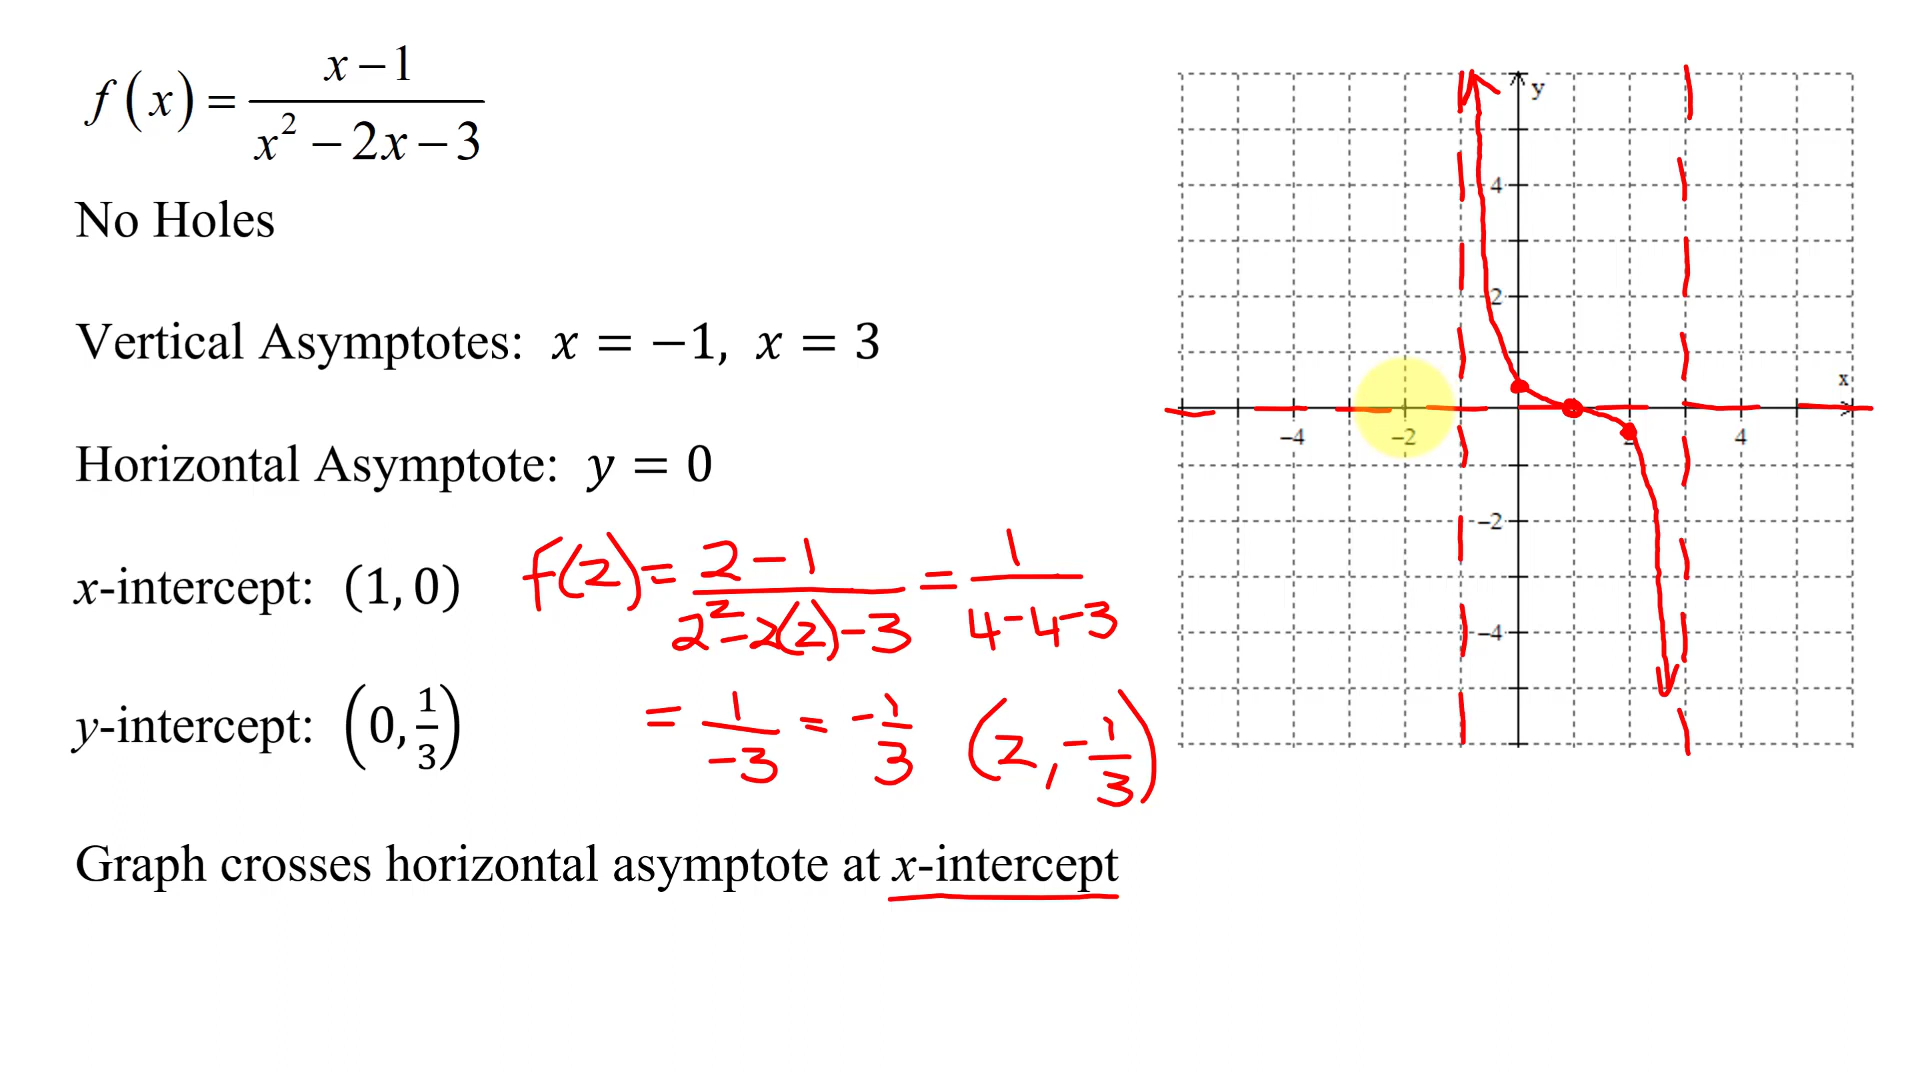 f(x) = (x − 1)/(x² − 2x − 3)
No Holes
Vertical Asymptotes: x = −1, x = 3
Horizontal Asymptote: y = 0
x-intercept: (1, 0)
f(2) = (2 − 1)/(2² − 2(2) − 3) = 1/(4 − 4 − 3)
= 1/−3 = −1/3 (2, −1/3)
y-intercept: (0, 1/3)
Graph crosses horizontal asymptote at x-intercept
y
4
2
x
−4 −2 2 4
−2
−4